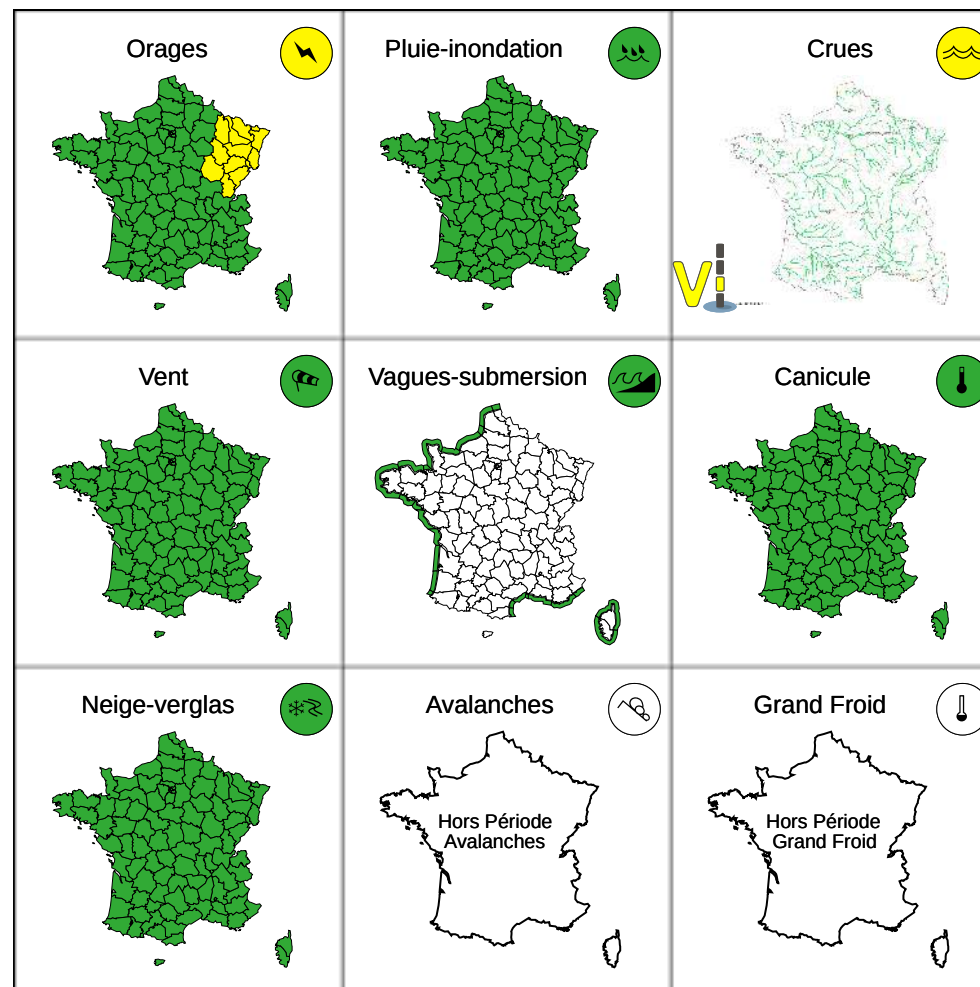 Orages
Pluie-inondation
Crues
Vi
Vent
Vagues-submersion
Canicule
Neige-verglas
Avalanches
Grand Froid
Hors Période
Avalanches
Hors Période
Grand Froid